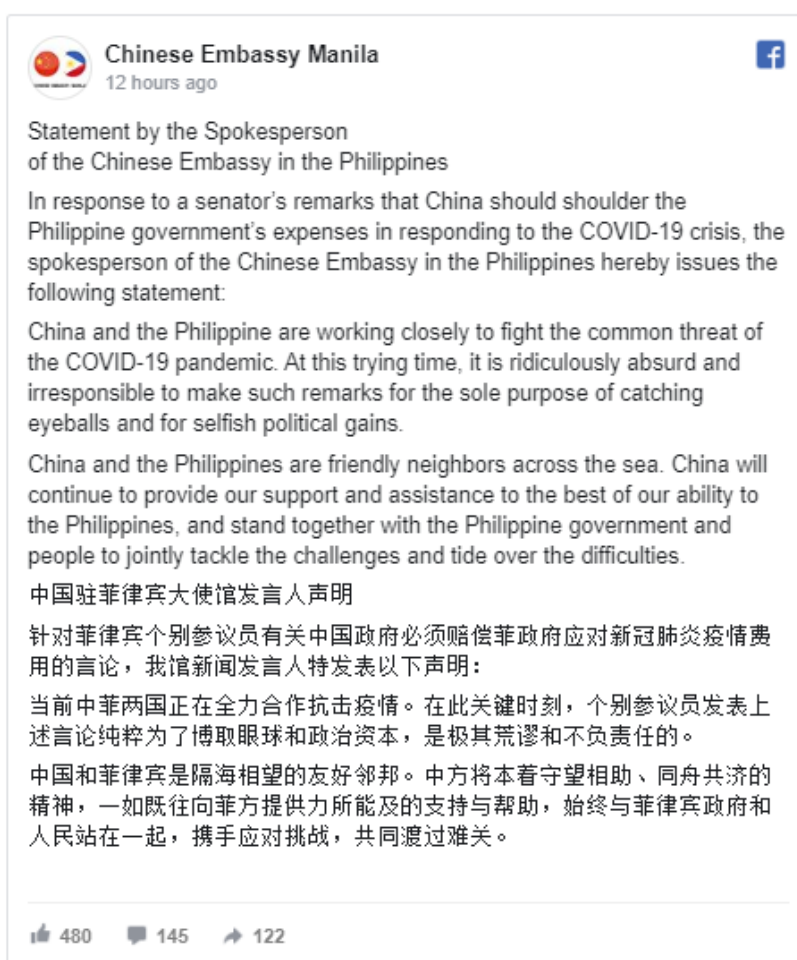 Chinese Embassy Manila
12 hours ago
Statement by the Spokesperson
of the Chinese Embassy in the Philippines
In response to a senator's remarks that China should shoulder the
Philippine government's expenses in responding to the COVID-19 crisis, the
spokesperson of the Chinese Embassy in the Philippines hereby issues the
following statement:
China and the Philippine are working closely to fight the common threat of
the COVID-19 pandemic. At this trying time, it is ridiculously absurd and
irresponsible to make such remarks for the sole purpose of catching
eyeballs and for selfish political gains.
China and the Philippines are friendly neighbors across the sea. China will
continue to provide our support and assistance to the best of our ability to
the Philippines, and stand together with the Philippine government and
people to jointly tackle the challenges and tide over the difficulties.
中国驻菲律宾大使馆发言人声明
针对菲律宾个别参议员有关中国政府必须赔偿菲政府应对新冠肺炎疫情费
用的言论，我馆新闻发言人特发表以下声明：
当前中菲两国正在全力合作抗击疫情。在此关键时刻，个别参议员发表上
述言论纯粹为了博取眼球和政治资本，是极其荒谬和不负责任的。
中国和菲律宾是隔海相望的友好邻邦。中方将本着守望相助、同舟共济的
精神，一如既往向菲方提供力所能及的支持与帮助，始终与菲律宾政府和
人民站在一起，携手应对挑战，共同渡过难关。
480 145 122